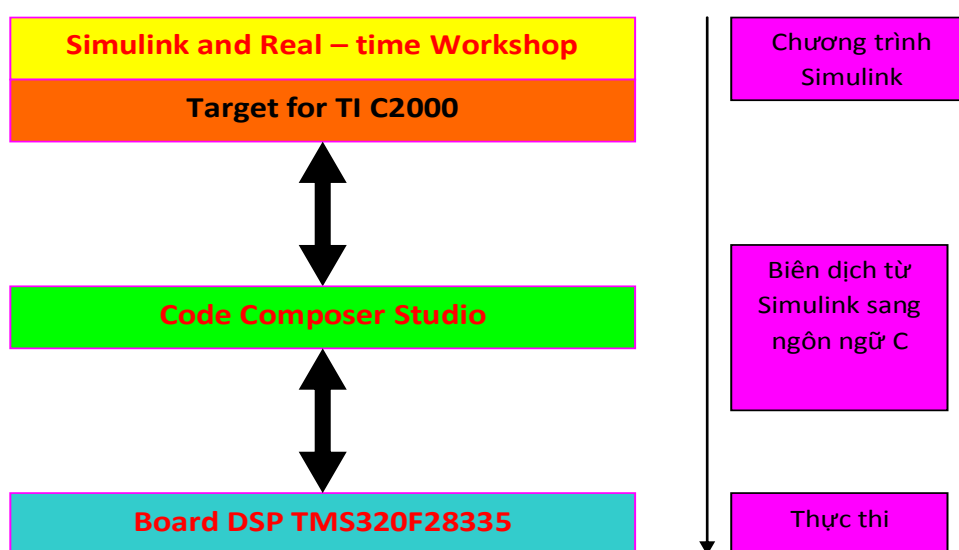 Simulink and Real – time Workshop
Target for TI C2000
Chương trình
Simulink
Code Composer Studio
Biên dịch từ
Simulink sang
ngôn ngữ C
Board DSP TMS320F28335
Thực thi